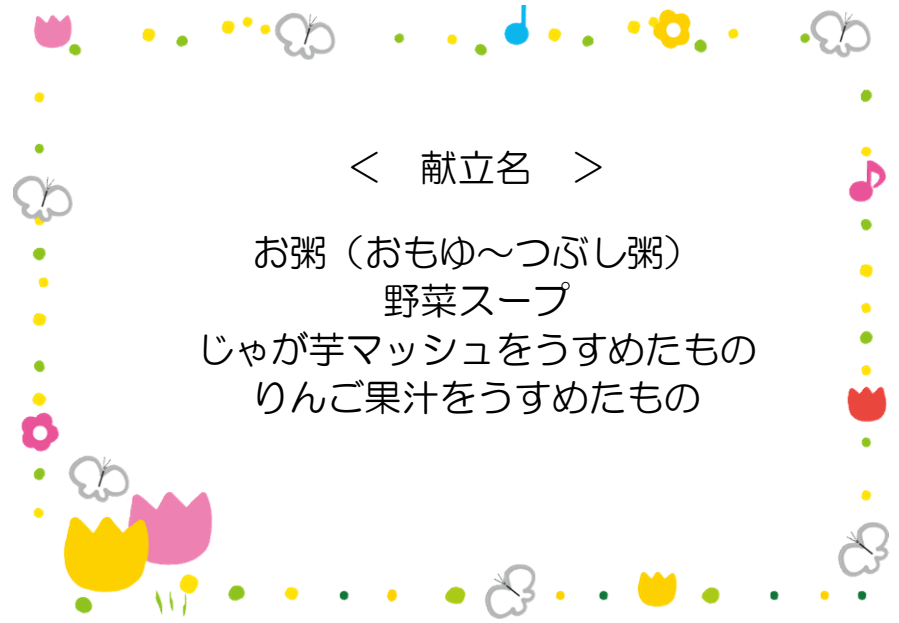 ＜　献立名　＞
お粥（おもゆ～つぶし粥）
野菜スープ
じゃが芋マッシュをうすめたもの
りんご果汁をうすめたもの